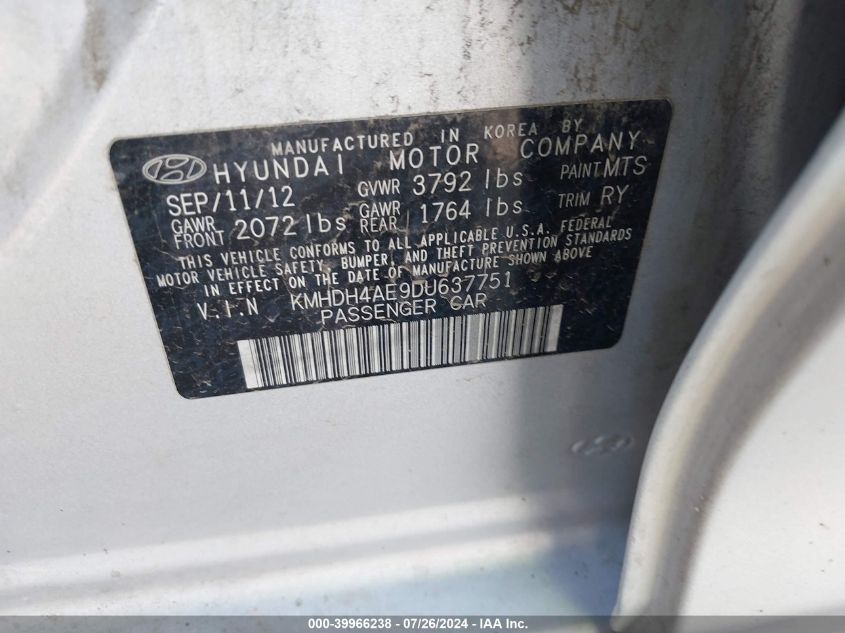 MANUFACTURED IN KOREA BY
HYUNDAI MOTOR COMPANY
SEP/11/12 GVWR 3792 lbs PAINT MTS
GAWR FRONT 2072 lbs GAWR REAR 1764 lbs TRIM RY
THIS VEHICLE CONFORMS TO ALL APPLICABLE U.S.A. FEDERAL
MOTOR VEHICLE SAFETY, BUMPER, AND THEFT PREVENTION STANDARDS
IN EFFECT ON THE DATE OF MANUFACTURE SHOWN ABOVE
V.I.N KMHDH4AE9DU637751
PASSENGER CAR
000-39966238 - 07/26/2024 - IAA Inc.